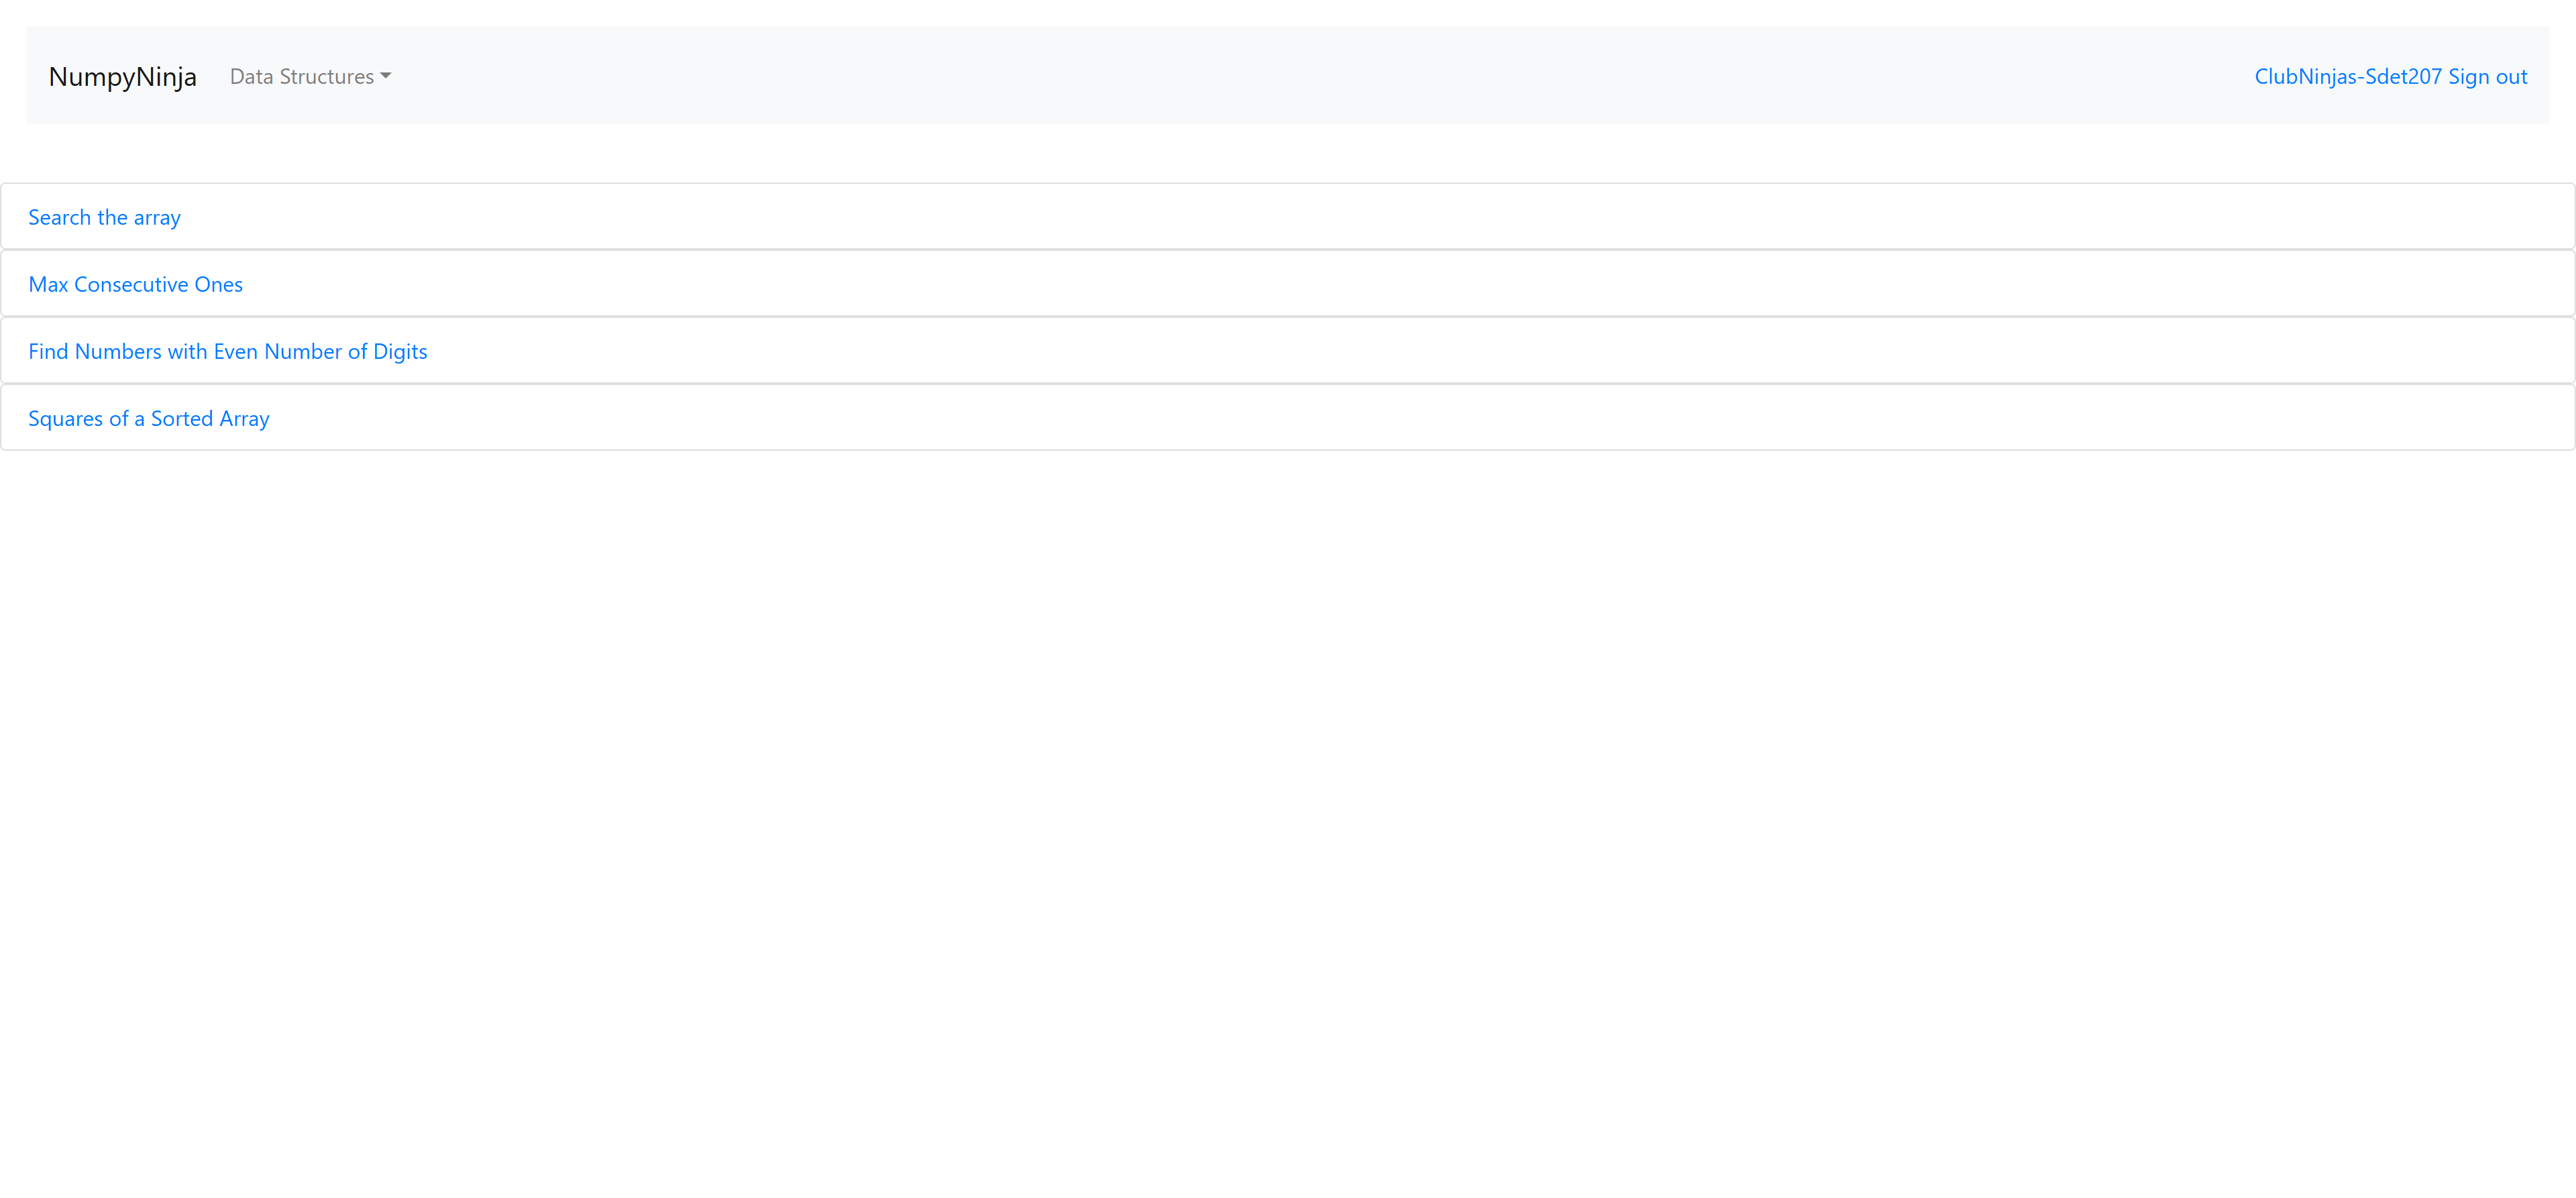 NumpyNinja Data Structures ClubNinjas-Sdet207 Sign out
Search the array
Max Consecutive Ones
Find Numbers with Even Number of Digits
Squares of a Sorted Array